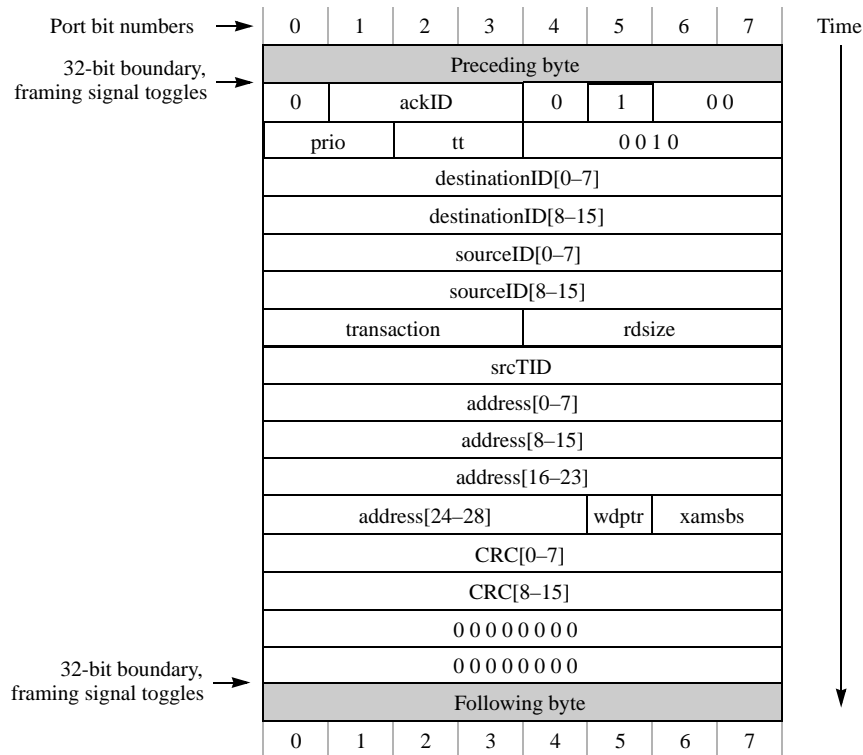 Port bit numbers 0 1 2 3 4 5 6 7 Time
32-bit boundary,
framing signal toggles
Preceding byte
0 ackID 0 1 0 0
prio tt 0 0 1 0
destinationID[0–7]
destinationID[8–15]
sourceID[0–7]
sourceID[8–15]
transaction rdsize
srcTID
address[0–7]
address[8–15]
address[16–23]
address[24–28] wdptr xamsbs
CRC[0–7]
CRC[8–15]
0 0 0 0 0 0 0 0
0 0 0 0 0 0 0 0
32-bit boundary,
framing signal toggles
Following byte
0 1 2 3 4 5 6 7